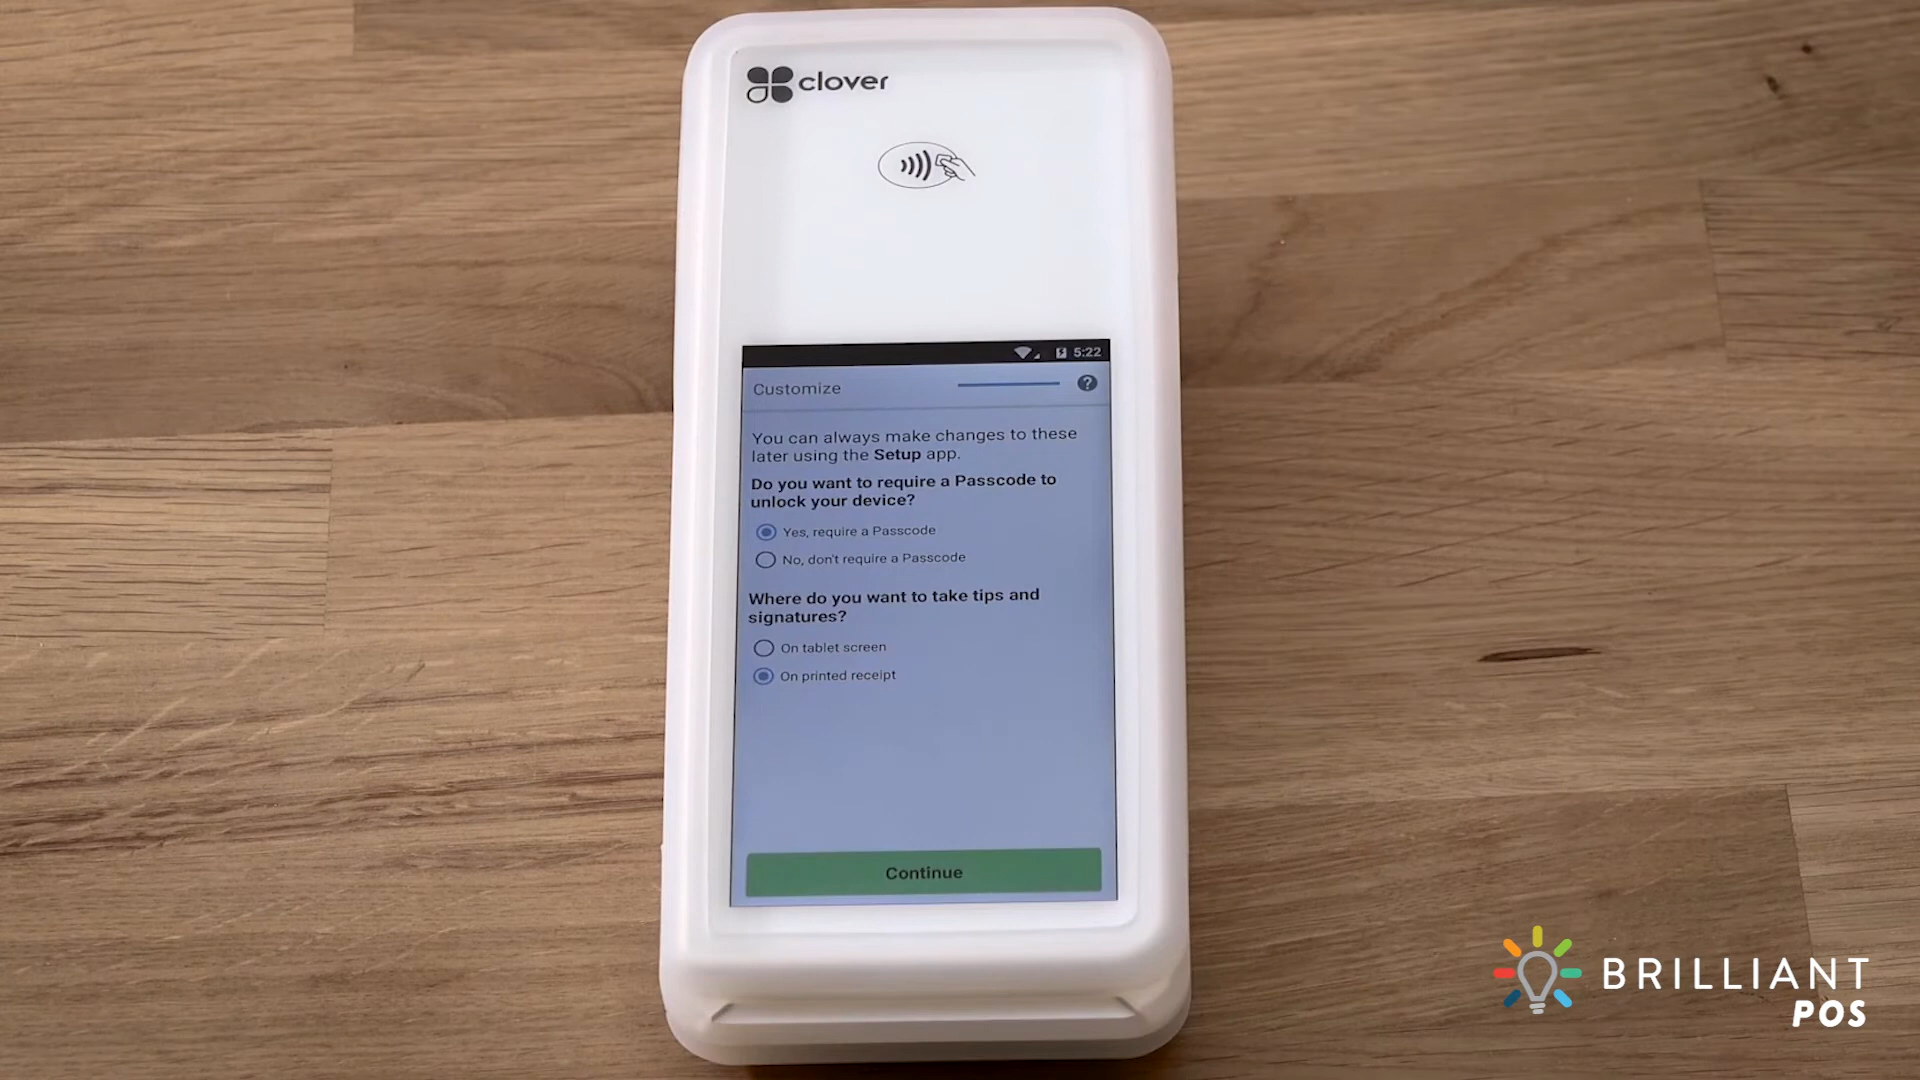 clover
5:22
Customize
?
You can always make changes to these
later using the Setup app.
Do you want to require a Passcode to
unlock your device?
Yes, require a Passcode
No, don't require a Passcode
Where do you want to take tips and
signatures?
On tablet screen
On printed receipt
Continue
BRILLIANT
POS